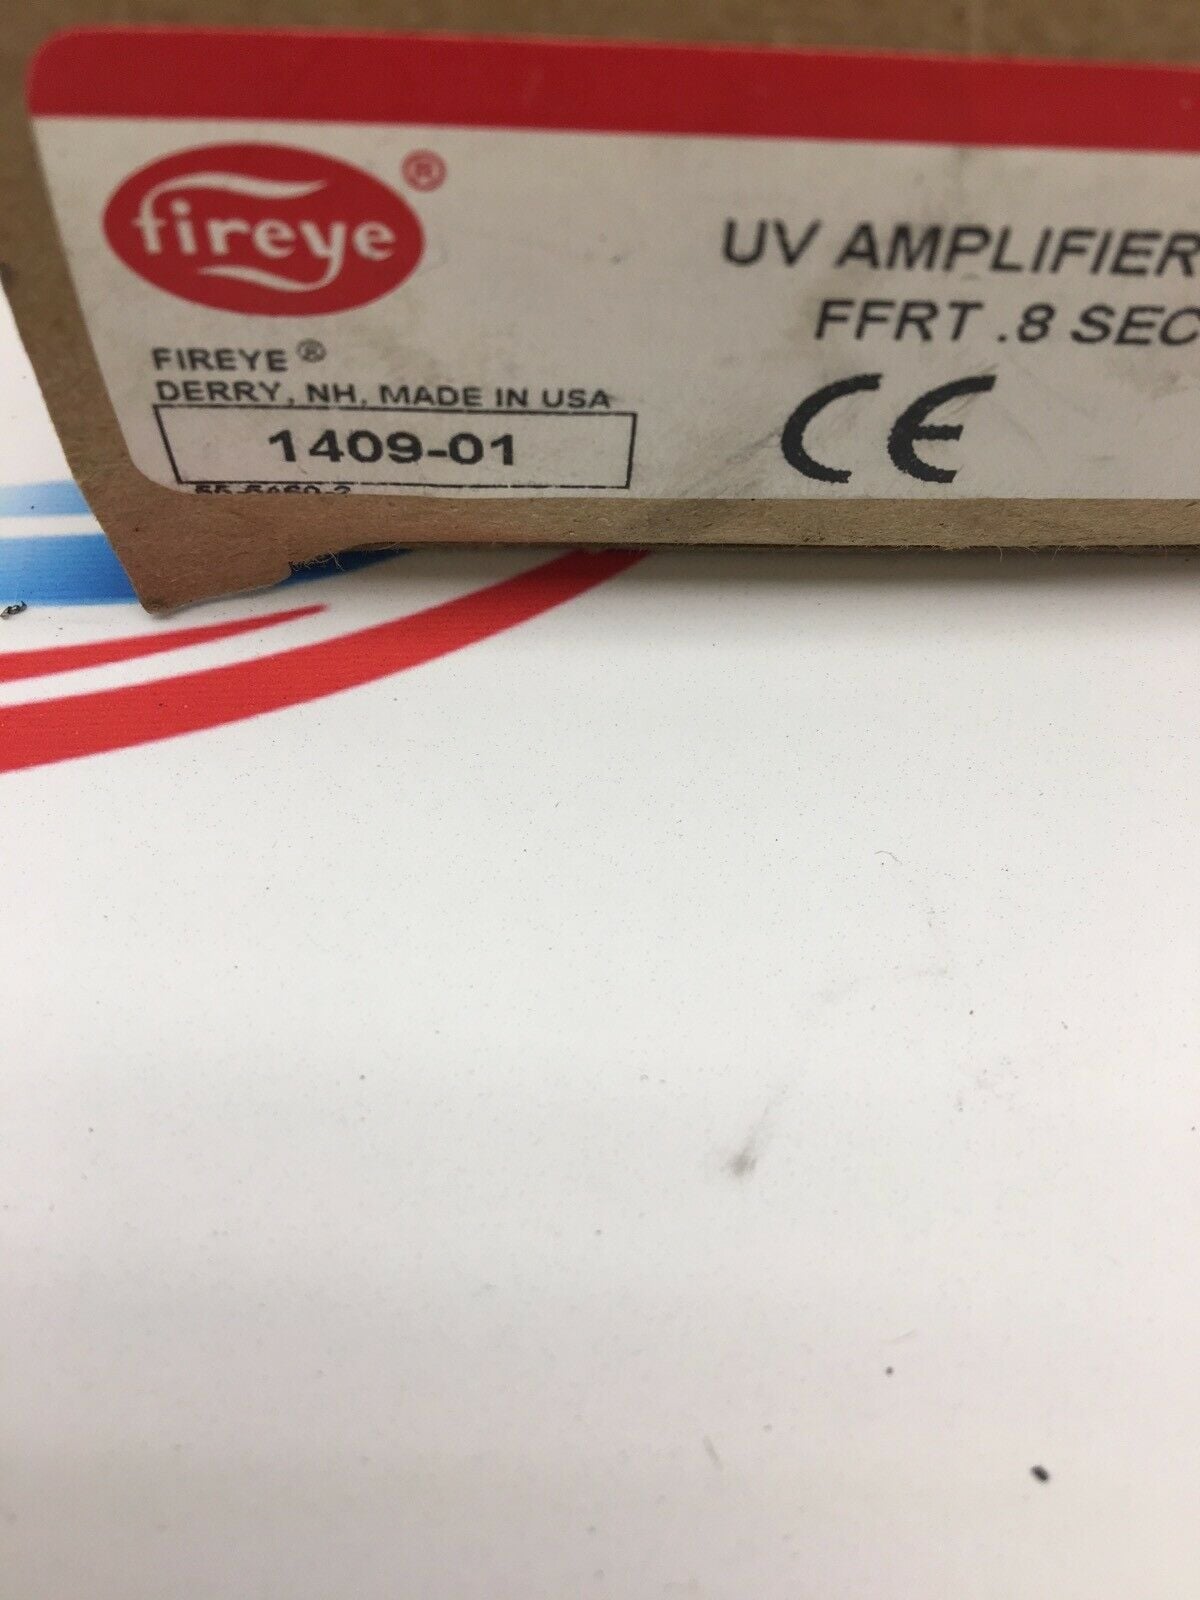 fireye®
UV AMPLIFIER
FFRT .8 SEC
FIREYE®
DERRY, NH, MADE IN USA
CE
1409-01